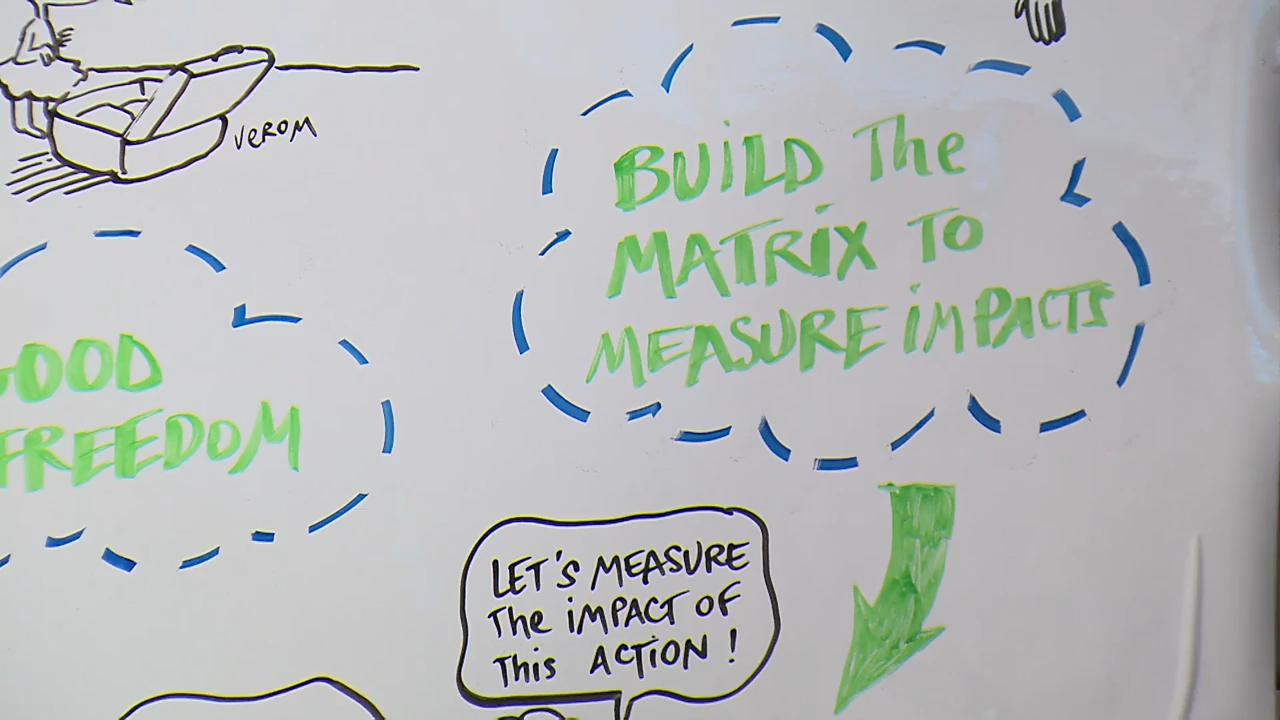 VEROM
BUILD The
MATRIX TO
MEASURE IMPACTS
GOOD
FREEDOM
LET'S MEASURE
The IMPACT OF
This ACTION!